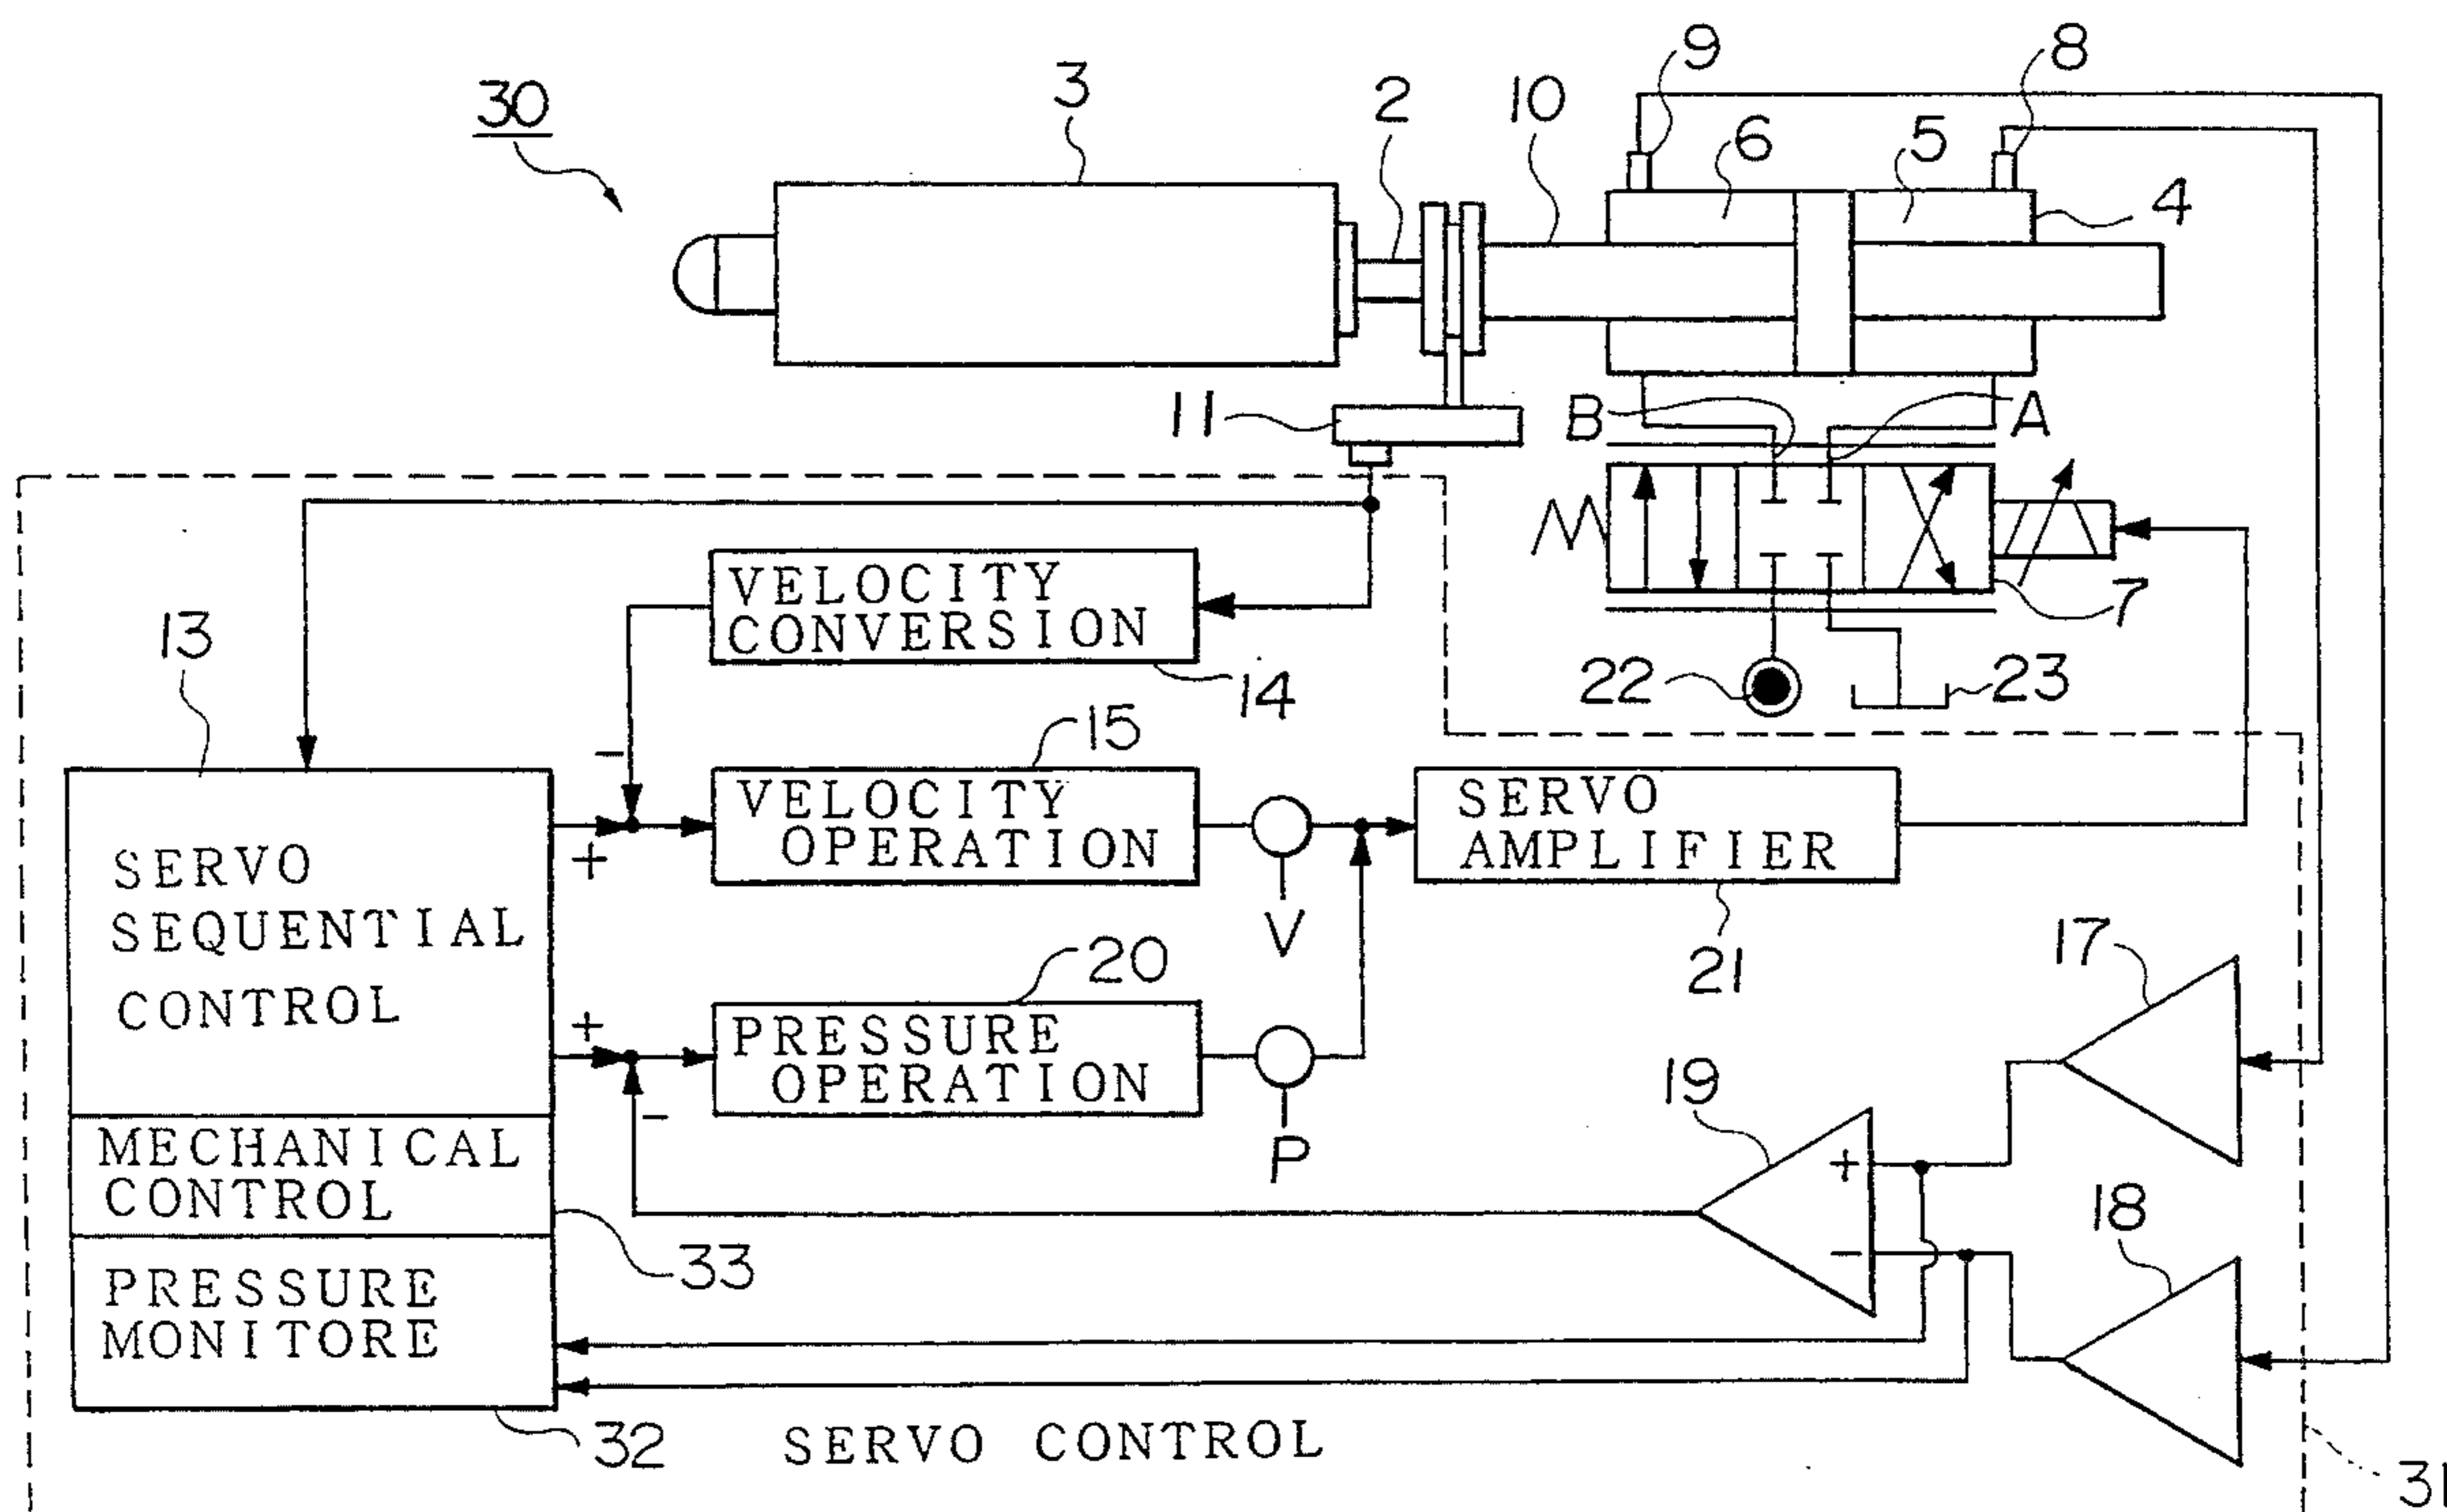 30
3
2
10
9
8
6
5
4
11
B
A
7
22
23
13
VELOCITY
CONVERSION
14
15
-
+
VELOCITY
OPERATION
V
SERVO
AMPLIFIER
21
SERVO
SEQUENTIAL
CONTROL
20
+
-
PRESSURE
OPERATION
P
17
19
+
-
18
MECHANICAL
CONTROL
33
PRESSURE
MONITORE
32
SERVO CONTROL
31